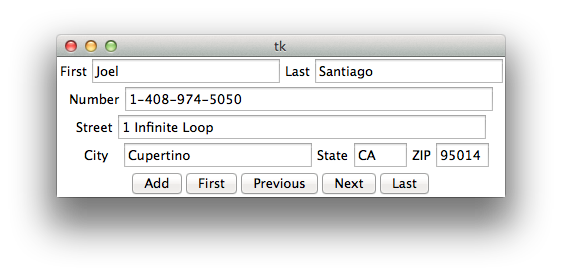 tk
First Joel Last Santiago
Number 1-408-974-5050
Street 1 Infinite Loop
City Cupertino State CA ZIP 95014
Add First Previous Next Last